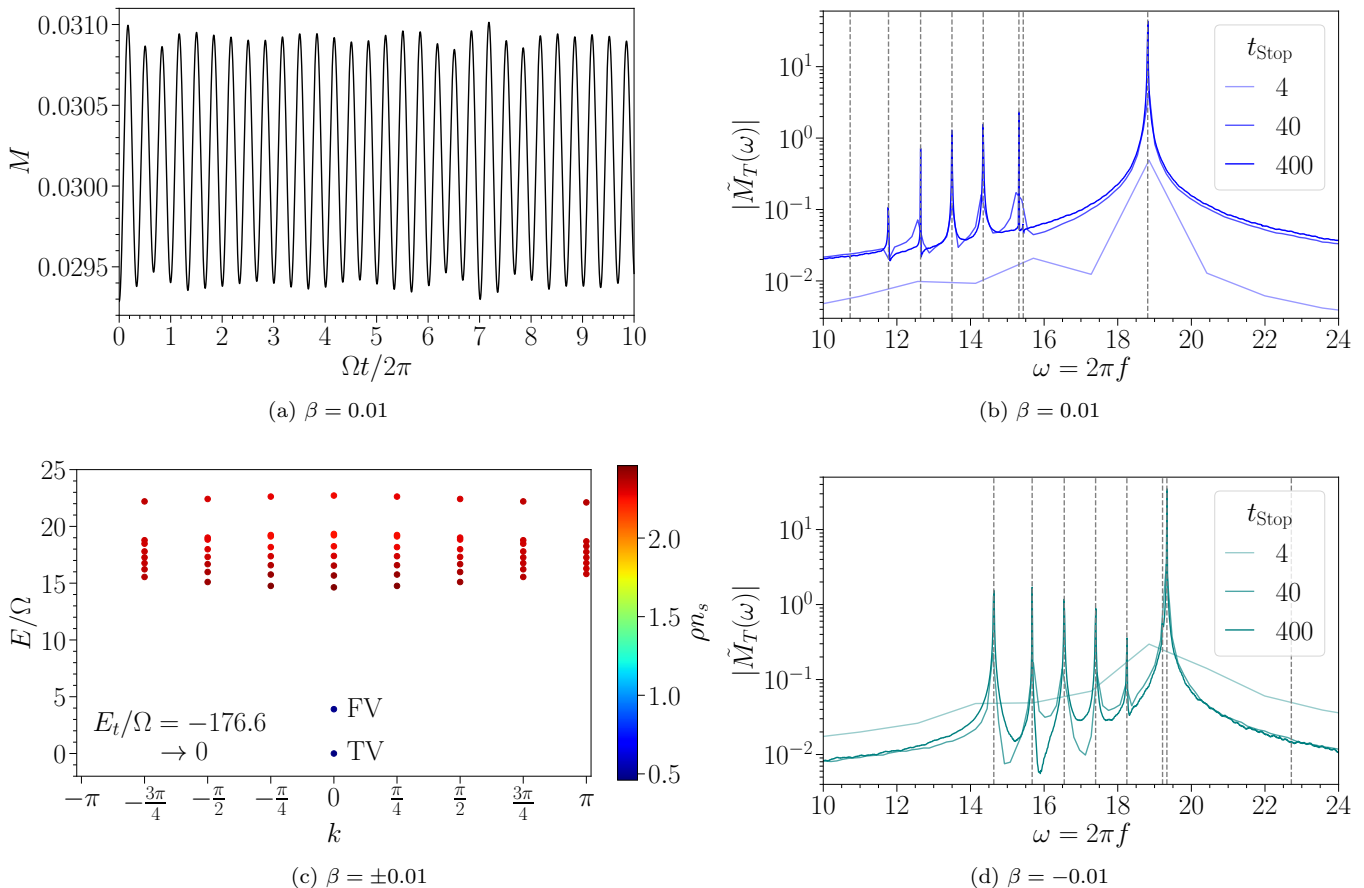 0.0310
0.0305
0.0300
0.0295
M
0 1 2 3 4 5 6 7 8 9 10
Ωt/2π
(a) β = 0.01
10¹
10⁰
10⁻¹
10⁻²
|M̃_T(ω)|
t_Stop
4
40
400
10 12 14 16 18 20 22 24
ω = 2πf
(b) β = 0.01
25
20
15
10
5
0
E/Ω
E_t/Ω = −176.6
→ 0
FV
TV
−π −3π/4 −π/2 −π/4 0 π/4 π/2 3π/4 π
k
2.0
1.5
1.0
0.5
ρn_s
(c) β = ±0.01
10¹
10⁰
10⁻¹
10⁻²
|M̃_T(ω)|
t_Stop
4
40
400
10 12 14 16 18 20 22 24
ω = 2πf
(d) β = −0.01